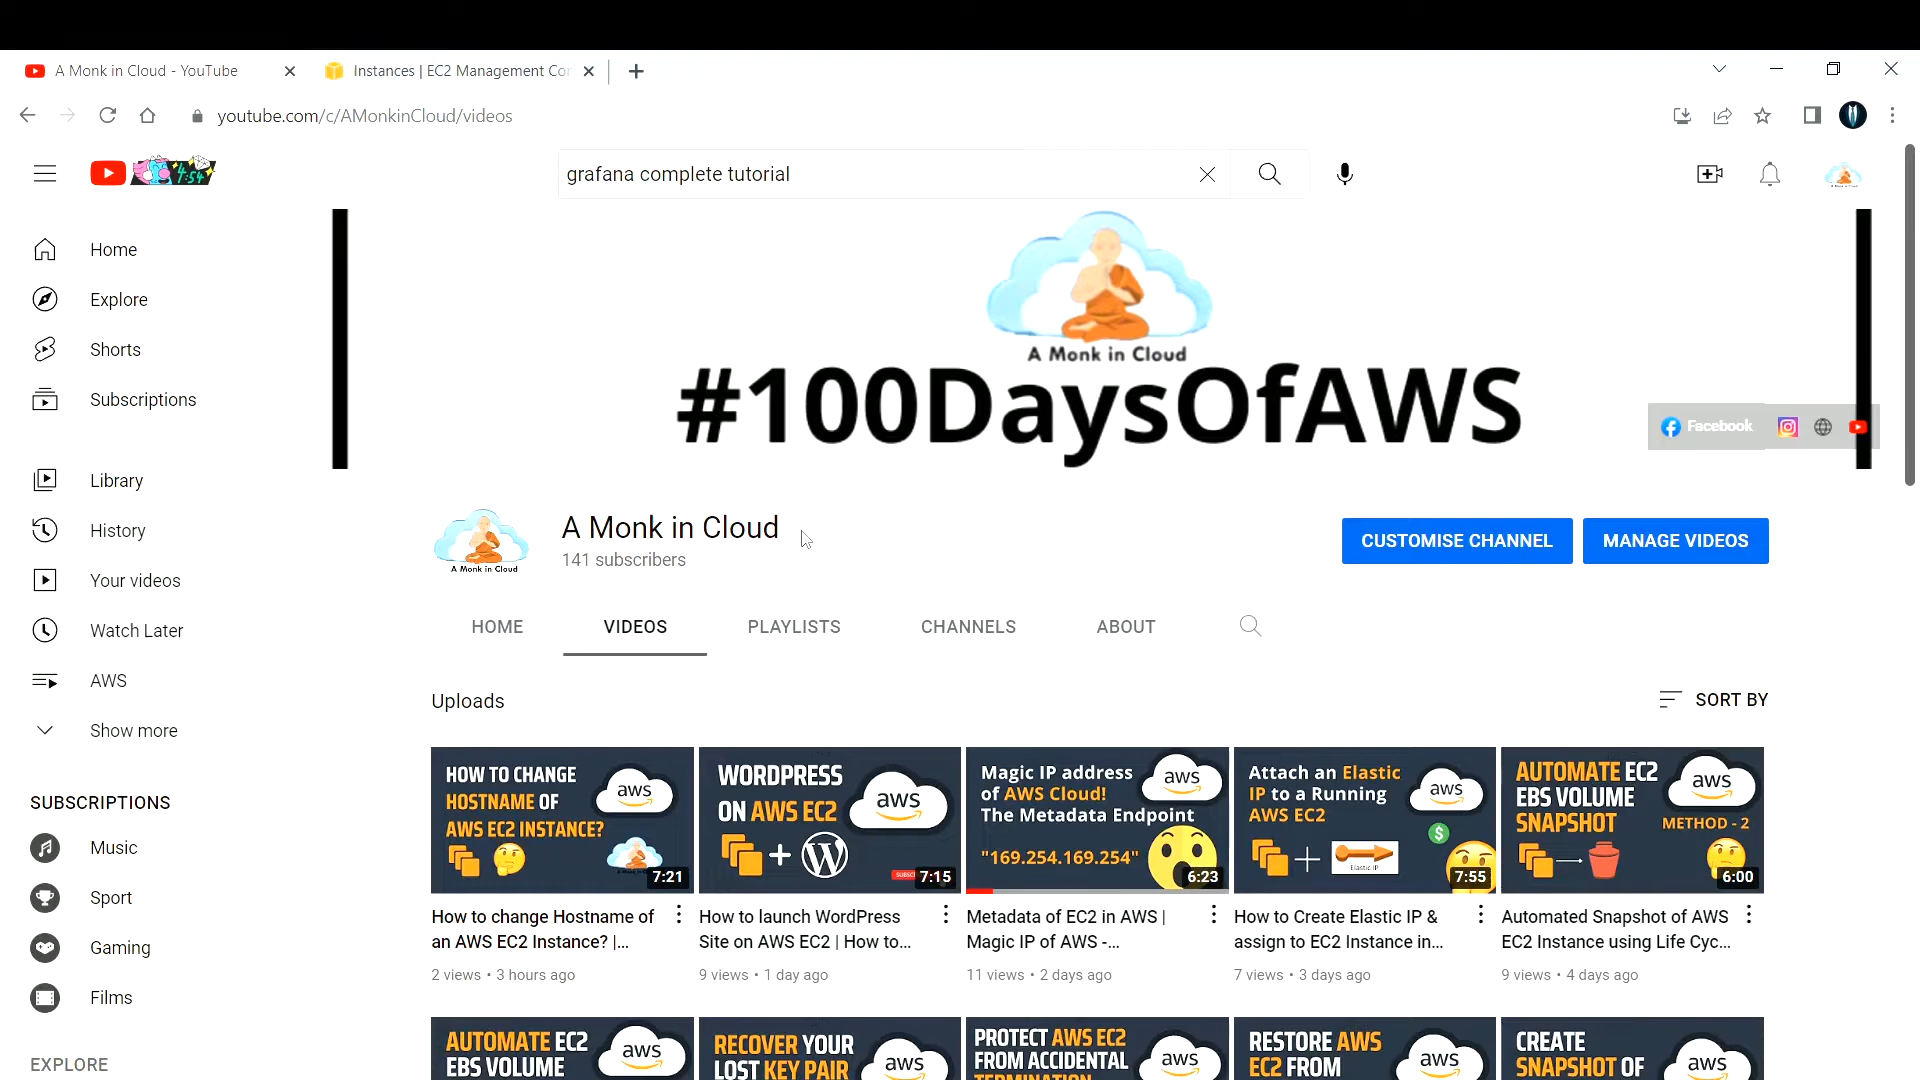 A Monk in Cloud - YouTube
Instances | EC2 Management Co
youtube.com/c/AMonkinCloud/videos
4:54
grafana complete tutorial
Home
Explore
Shorts
Subscriptions
Library
History
Your videos
Watch Later
AWS
Show more
SUBSCRIPTIONS
Music
Sport
Gaming
Films
EXPLORE
A Monk in Cloud
#100DaysOfAWS
Facebook
A Monk in Cloud
A Monk in Cloud
141 subscribers
CUSTOMISE CHANNEL
MANAGE VIDEOS
HOME
VIDEOS
PLAYLISTS
CHANNELS
ABOUT
Uploads
SORT BY
HOW TO CHANGE
HOSTNAME OF
AWS EC2 INSTANCE?
aws
7:21
How to change Hostname of
an AWS EC2 Instance? |...
2 views • 3 hours ago
WORDPRESS
ON AWS EC2
aws
7:15
How to launch WordPress
Site on AWS EC2 | How to...
9 views • 1 day ago
Magic IP address
of AWS Cloud!
The Metadata Endpoint
"169.254.169.254"
aws
6:23
Metadata of EC2 in AWS |
Magic IP of AWS -...
11 views • 2 days ago
Attach an Elastic
IP to a Running
AWS EC2
aws
Elastic IP
7:55
How to Create Elastic IP &
assign to EC2 Instance in...
7 views • 3 days ago
AUTOMATE EC2
EBS VOLUME
SNAPSHOT
METHOD - 2
aws
6:00
Automated Snapshot of AWS
EC2 Instance using Life Cyc...
9 views • 4 days ago
AUTOMATE EC2
EBS VOLUME
aws
RECOVER YOUR
LOST KEY PAIR
aws
PROTECT AWS EC2
FROM ACCIDENTAL
TERMINATION
aws
RESTORE AWS
EC2 FROM
aws
CREATE
SNAPSHOT OF
aws